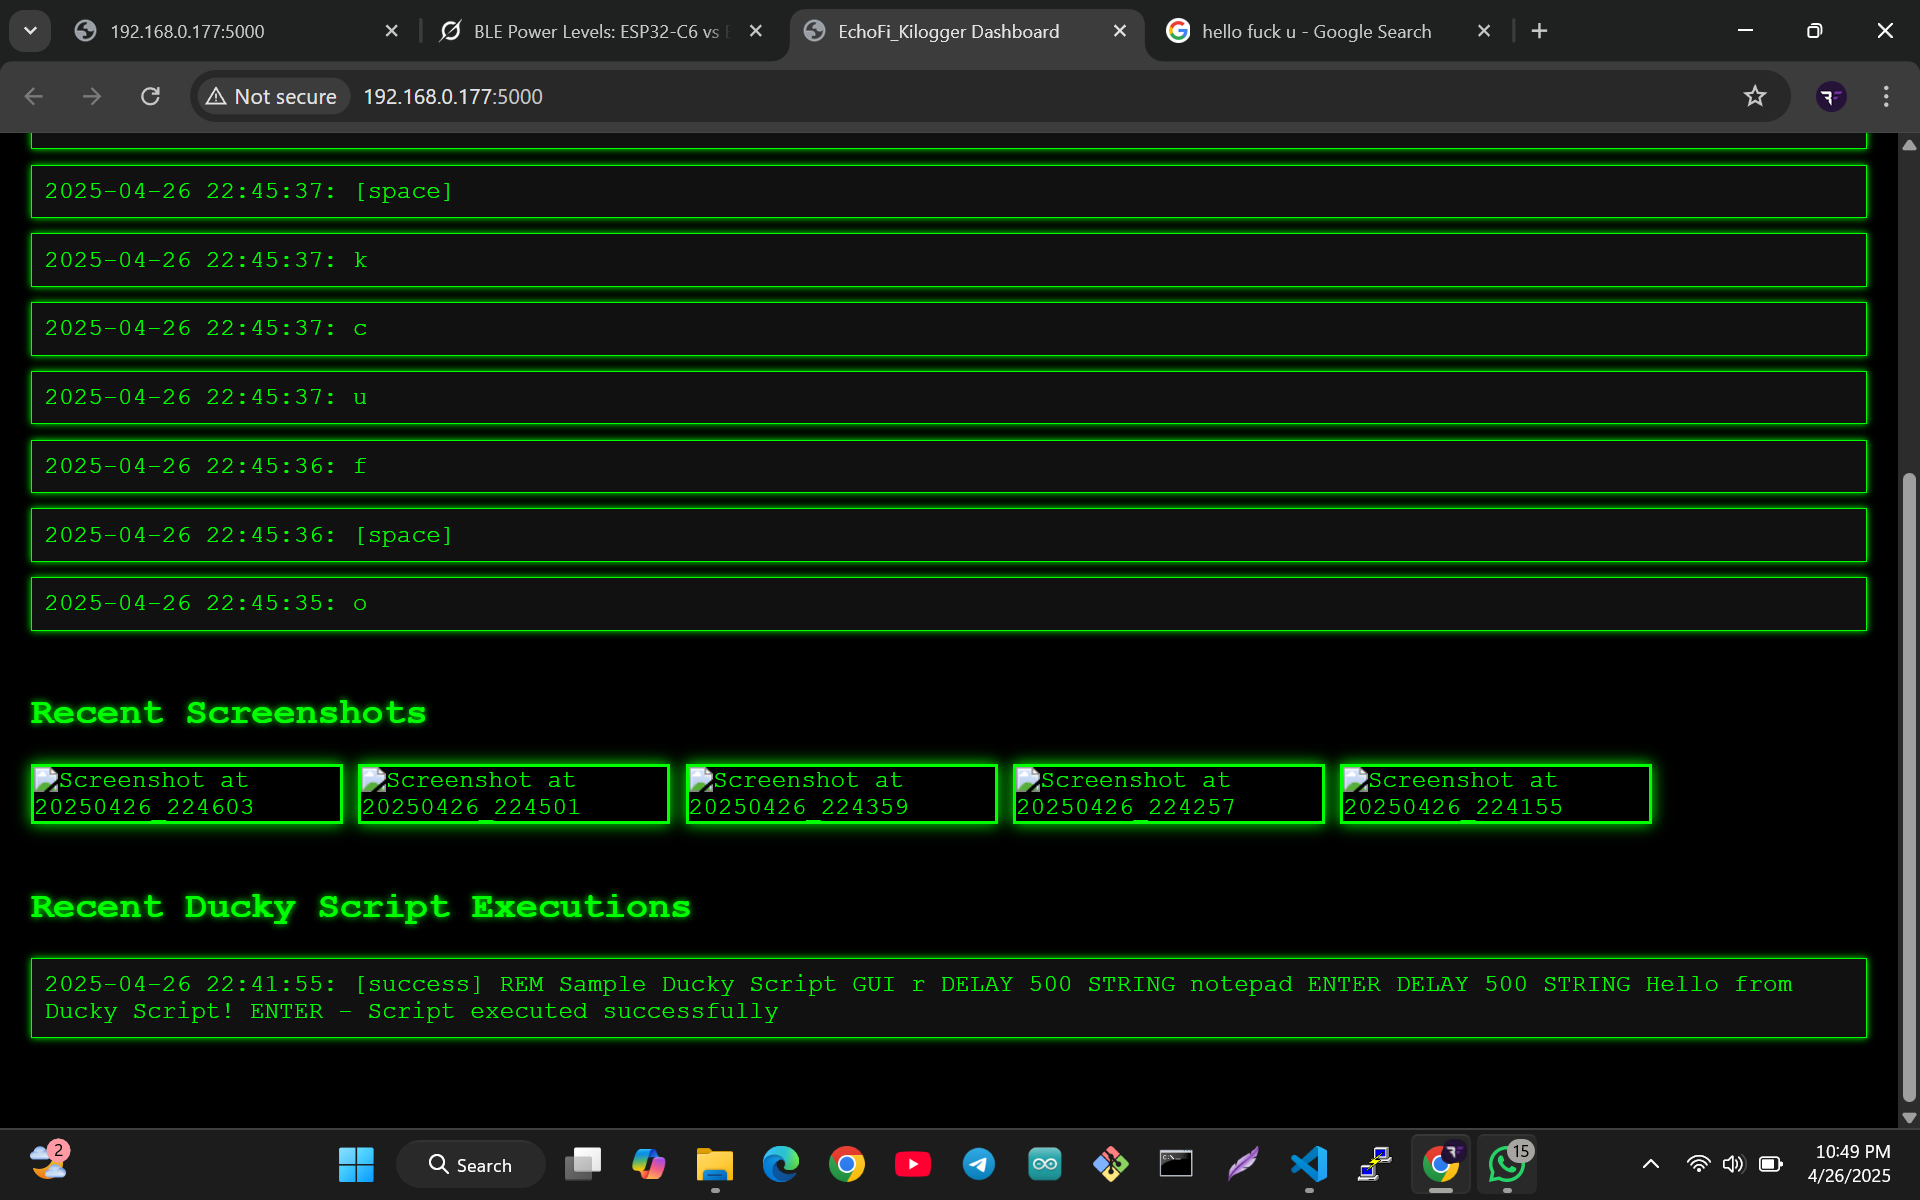 192.168.0.177:5000
BLE Power Levels: ESP32-C6 vs
EchoFi_Kilogger Dashboard
hello fuck u - Google Search
Not secure
192.168.0.177:5000
2025-04-26 22:45:37: [space]
2025-04-26 22:45:37: k
2025-04-26 22:45:37: c
2025-04-26 22:45:37: u
2025-04-26 22:45:36: f
2025-04-26 22:45:36: [space]
2025-04-26 22:45:35: o
Recent Screenshots
Screenshot at
20250426_224603
Screenshot at
20250426_224501
Screenshot at
20250426_224359
Screenshot at
20250426_224257
Screenshot at
20250426_224155
Recent Ducky Script Executions
2025-04-26 22:41:55: [success] REM Sample Ducky Script GUI r DELAY 500 STRING notepad ENTER DELAY 500 STRING Hello from
Ducky Script! ENTER - Script executed successfully
2
Search
15
10:49 PM
4/26/2025